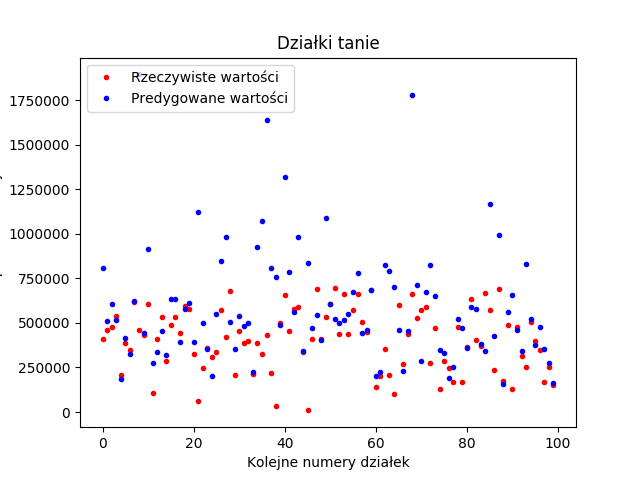 Działki tanie
Rzeczywiste wartości
Predygowane wartości
1750000
1500000
1250000
1000000
750000
500000
250000
0
0 20 40 60 80 100
Kolejne numery działek